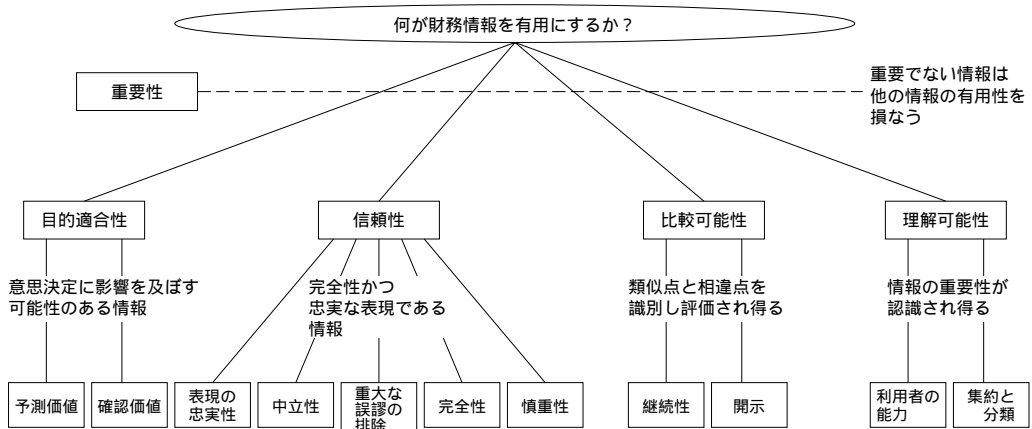 何が財務情報を有用にするか？
重要性
重要でない情報は
他の情報の有用性を
損なう
目的適合性
信頼性
比較可能性
理解可能性
意思決定に影響を及ぼす
可能性のある情報
完全性かつ
忠実な表現である
情報
類似点と相違点を
識別し評価され得る
情報の重要性が
認識され得る
予測価値
確認価値
表現の
忠実性
中立性
重大な
誤謬の
排除
完全性
慎重性
継続性
開示
利用者の
能力
集約と
分類